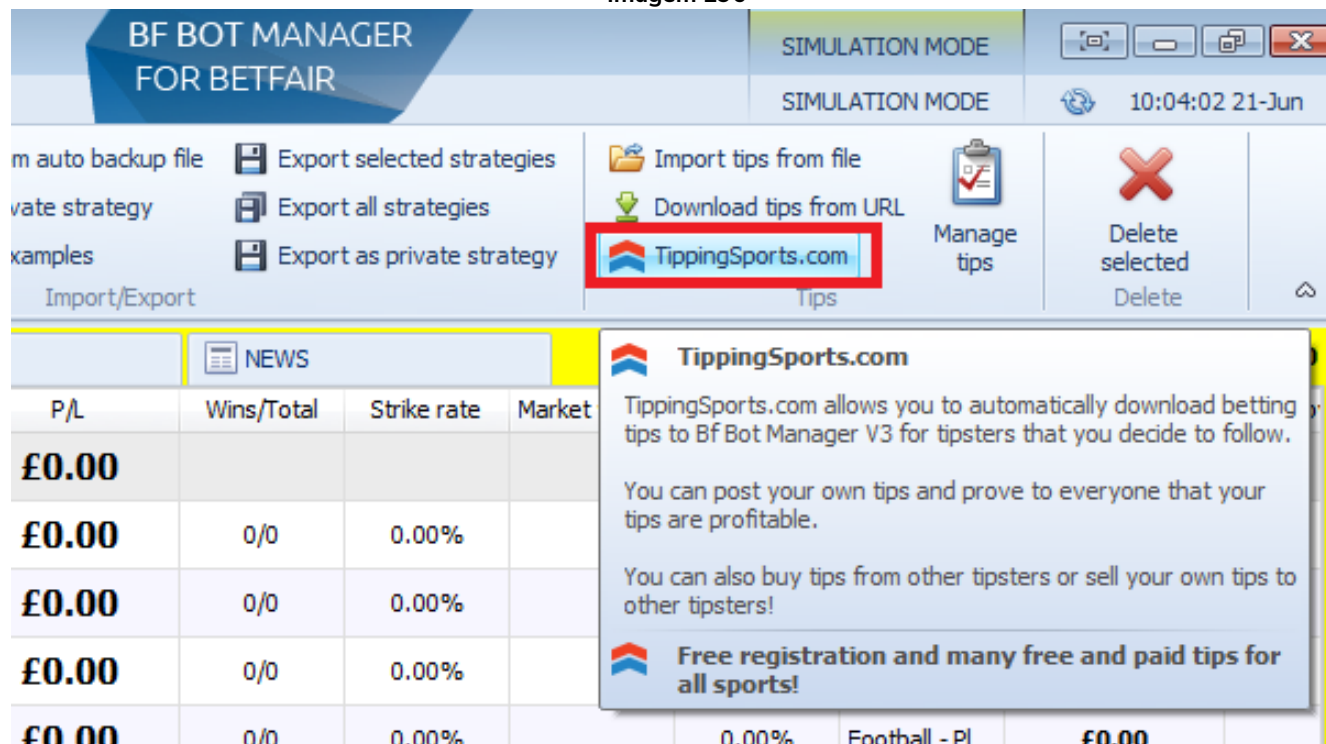 BF BOT MANAGER
FOR BETFAIR
SIMULATION MODE
SIMULATION MODE
10:04:02 21-Jun
auto backup file
Export selected strategies
Import tips from file
strategy
Export all strategies
Download tips from URL
Export as private strategy
TippingSports.com
Manage
tips
Delete
selected
Import/Export
Tips
Delete
NEWS
TippingSports.com
P/L
Wins/Total
Strike rate
Market
TippingSports.com allows you to automatically download betting
tips to Bf Bot Manager V3 for tipsters that you decide to follow.
£0.00
You can post your own tips and prove to everyone that your
tips are profitable.
£0.00
0/0
0.00%
You can also buy tips from other tipsters or sell your own tips to
other tipsters!
£0.00
0/0
0.00%
Free registration and many free and paid tips for
all sports!
£0.00
0/0
0.00%
£0.00
0/0
0.00%
0.00%
Football - Pl
£0.00